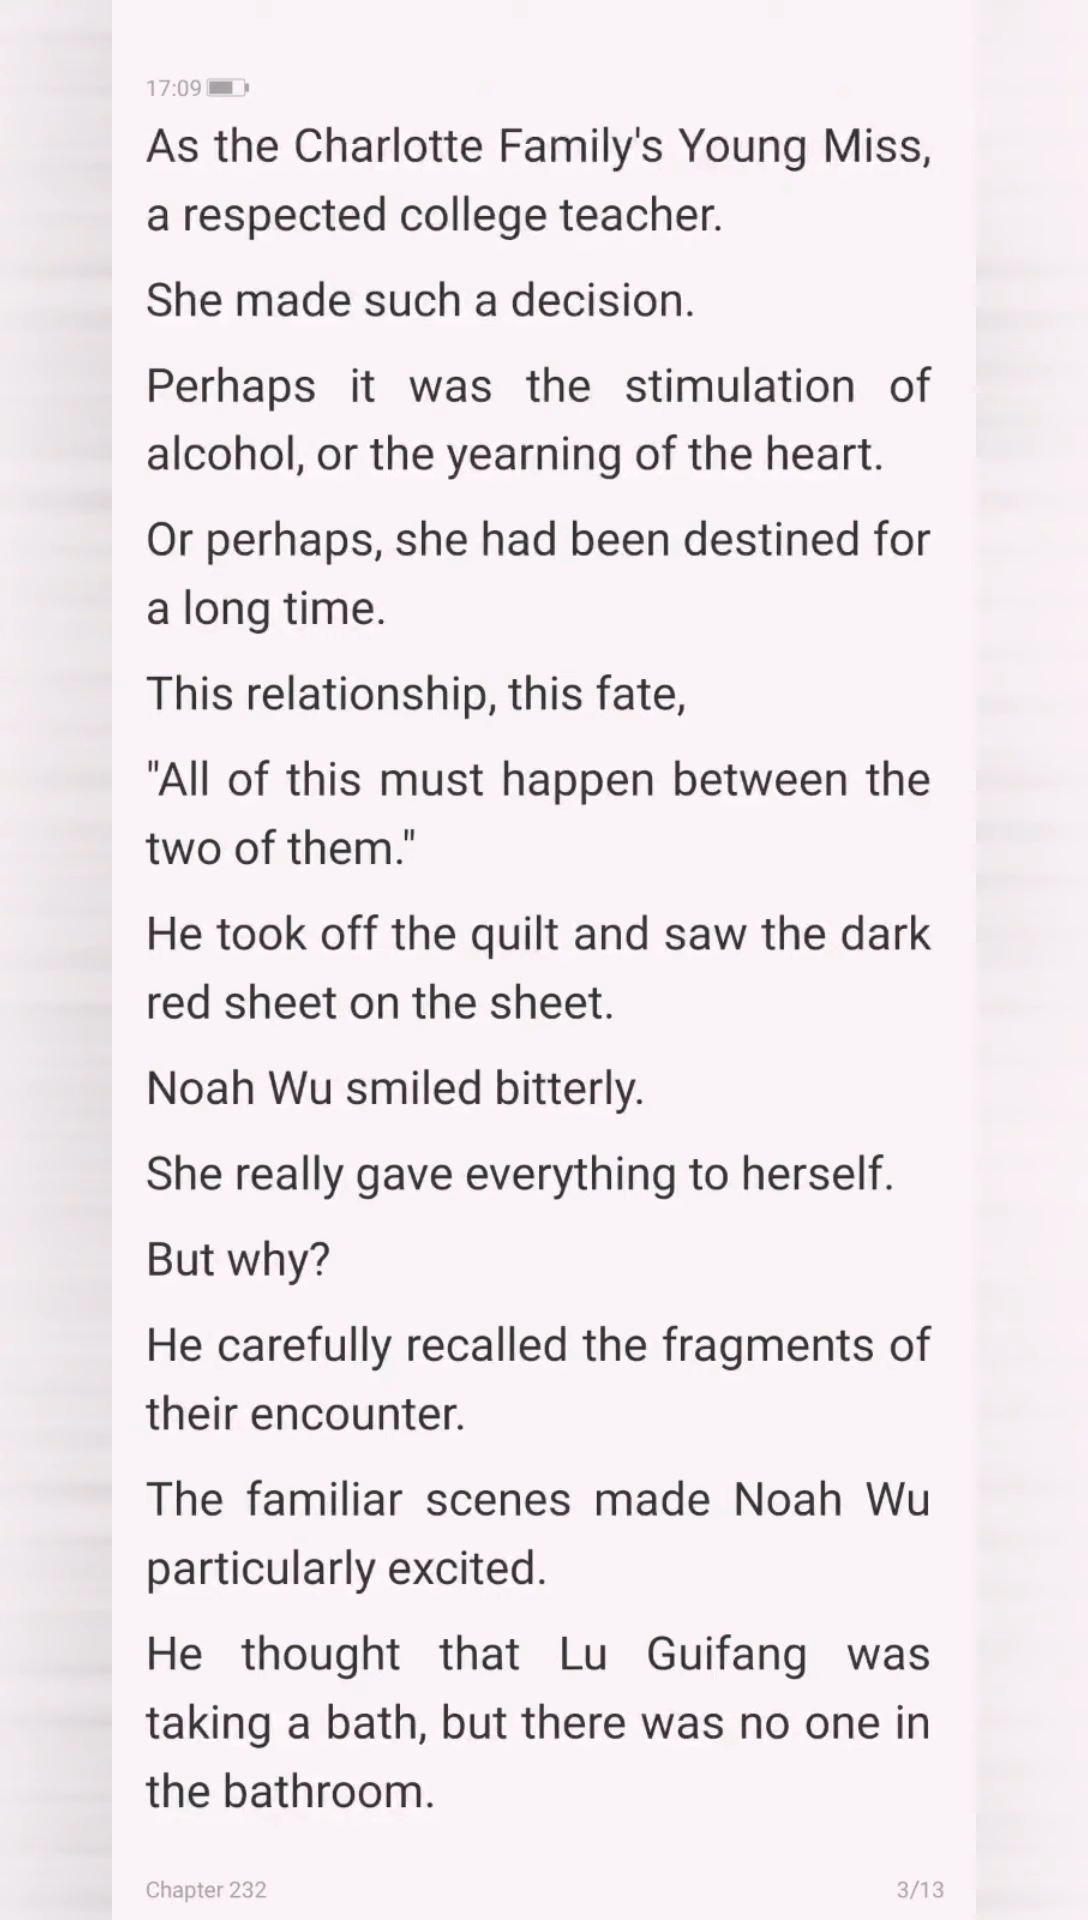 17:09
As the Charlotte Family's Young Miss,
a respected college teacher.
She made such a decision.
Perhaps it was the stimulation of
alcohol, or the yearning of the heart.
Or perhaps, she had been destined for
a long time.
This relationship, this fate,
"All of this must happen between the
two of them."
He took off the quilt and saw the dark
red sheet on the sheet.
Noah Wu smiled bitterly.
She really gave everything to herself.
But why?
He carefully recalled the fragments of
their encounter.
The familiar scenes made Noah Wu
particularly excited.
He thought that Lu Guifang was
taking a bath, but there was no one in
the bathroom.
Chapter 232
3/13